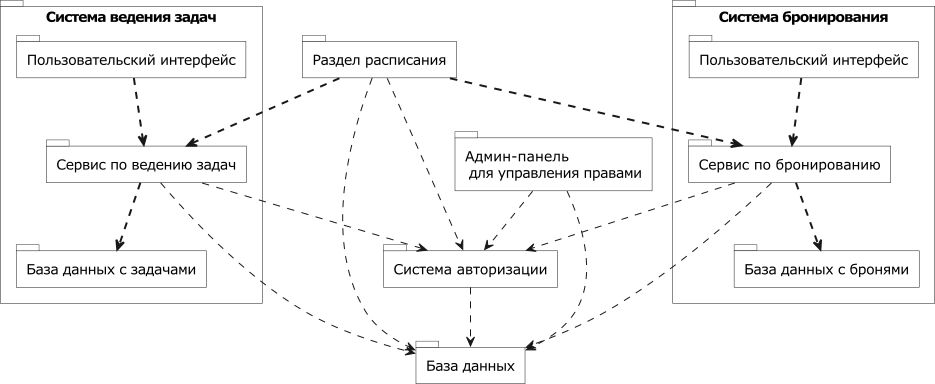 Система ведения задач
Система бронирования
Пользовательский интерфейс
Раздел расписания
Пользовательский интерфейс
Сервис по ведению задач
Админ-панель
для управления правами
Сервис по бронированию
База данных с задачами
Система авторизации
База данных с бронями
База данных